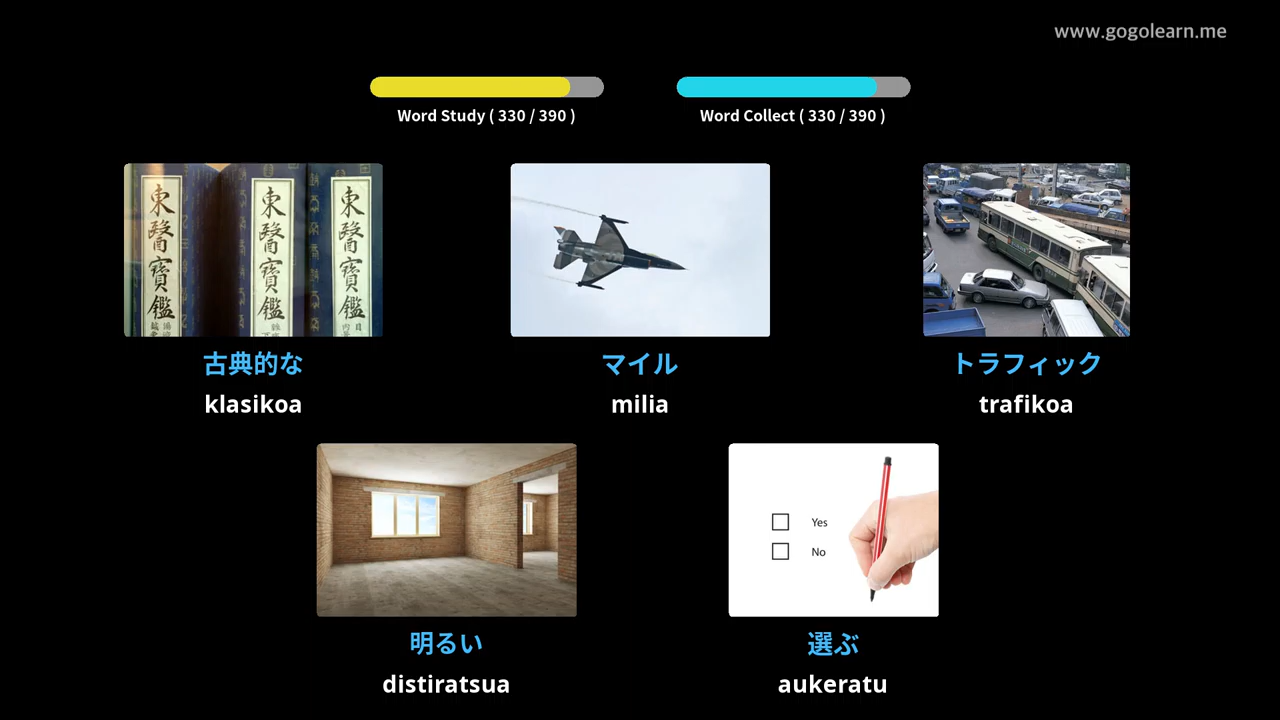 www.gogolearn.me
Word Study ( 330 / 390 )
Word Collect ( 330 / 390 )
東醫寶鑑
東醫寶鑑
東醫寶鑑
古典的な
マイル
トラフィック
klasikoa
milia
trafikoa
Yes
No
明るい
選ぶ
distiratsua
aukeratu